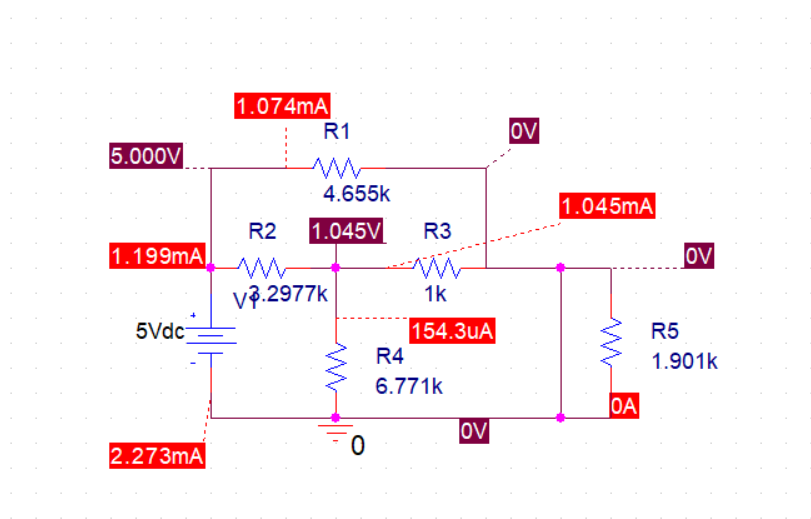 1.074mA
R1
0V
5.000V
4.655k
1.045mA
R2
1.045V
R3
1.199mA
0V
V1
3.2977k
1k
5Vdc
+
-
154.3uA
R5
R4
1.901k
6.771k
0A
0V
0
2.273mA